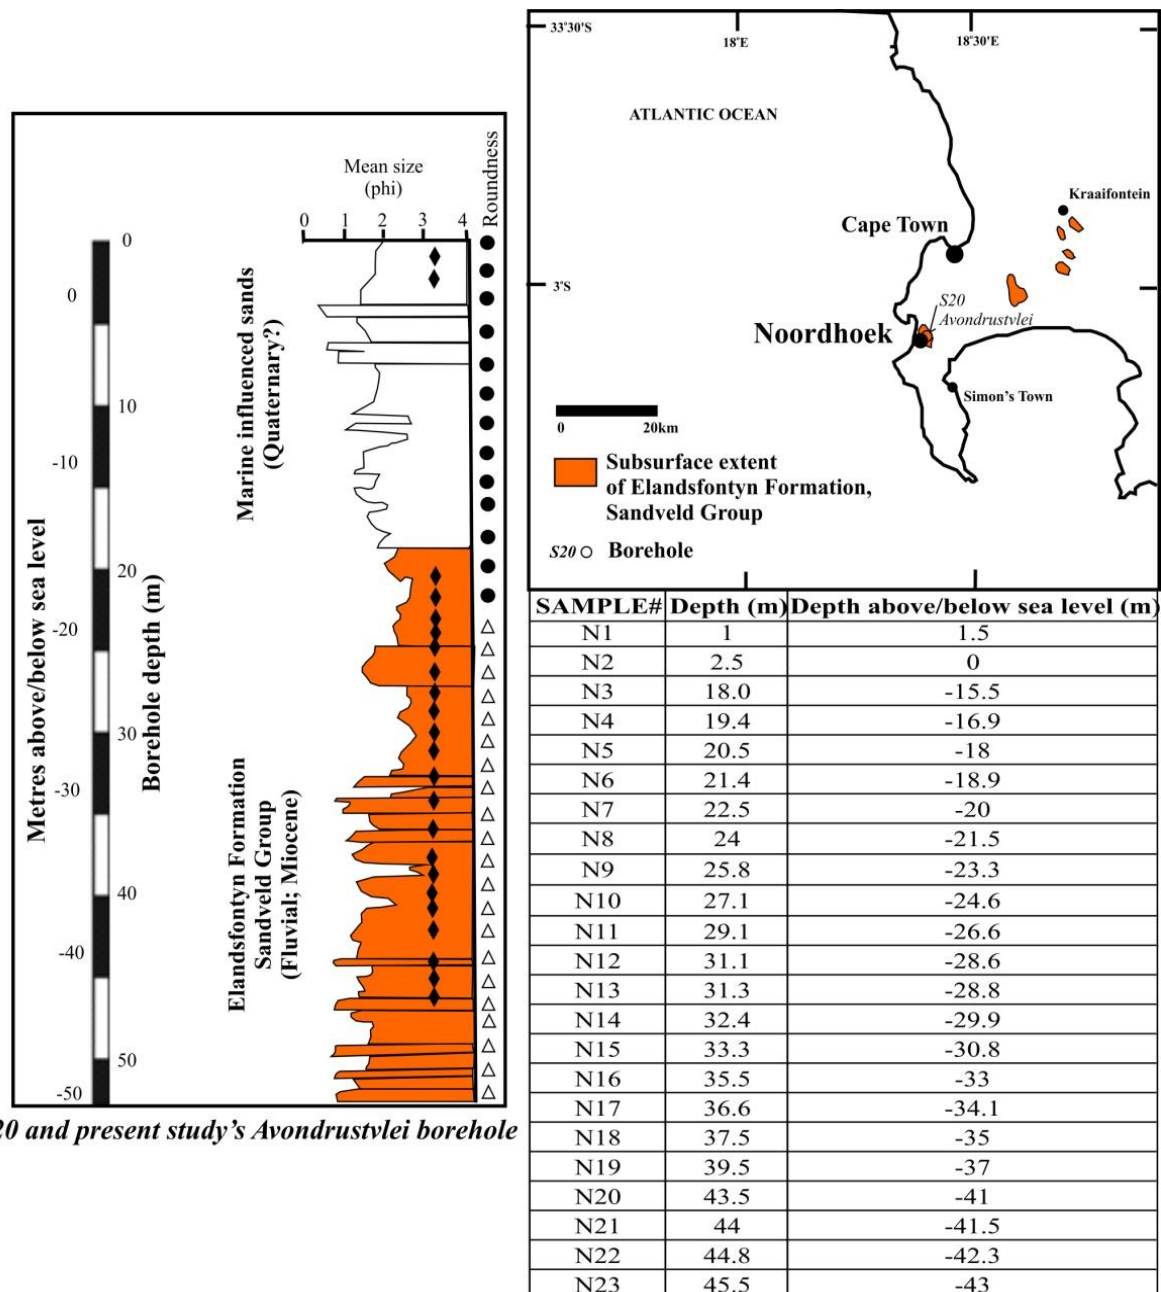 Mean size
(phi)
Roundness
0 1 2 3 4
0
10
20
30
40
50
0
-10
-20
-30
-40
-50
Metres above/below sea level
Borehole depth (m)
Marine influenced sands
(Quaternary?)
Elandsfontyn Formation
Sandveld Group
(Fluvial; Miocene)
20 and present study's Avondrustvlei borehole
33°30'S
18°E
18°30'E
ATLANTIC OCEAN
Kraaifontein
Cape Town
3°S
S20
Avondrustvlei
Noordhoek
Simon's Town
0 20km
Subsurface extent
of Elandsfontyn Formation,
Sandveld Group
S20 Borehole
SAMPLE# Depth (m) Depth above/below sea level (m)
N1 1 1.5
N2 2.5 0
N3 18.0 -15.5
N4 19.4 -16.9
N5 20.5 -18
N6 21.4 -18.9
N7 22.5 -20
N8 24 -21.5
N9 25.8 -23.3
N10 27.1 -24.6
N11 29.1 -26.6
N12 31.1 -28.6
N13 31.3 -28.8
N14 32.4 -29.9
N15 33.3 -30.8
N16 35.5 -33
N17 36.6 -34.1
N18 37.5 -35
N19 39.5 -37
N20 43.5 -41
N21 44 -41.5
N22 44.8 -42.3
N23 45.5 -43